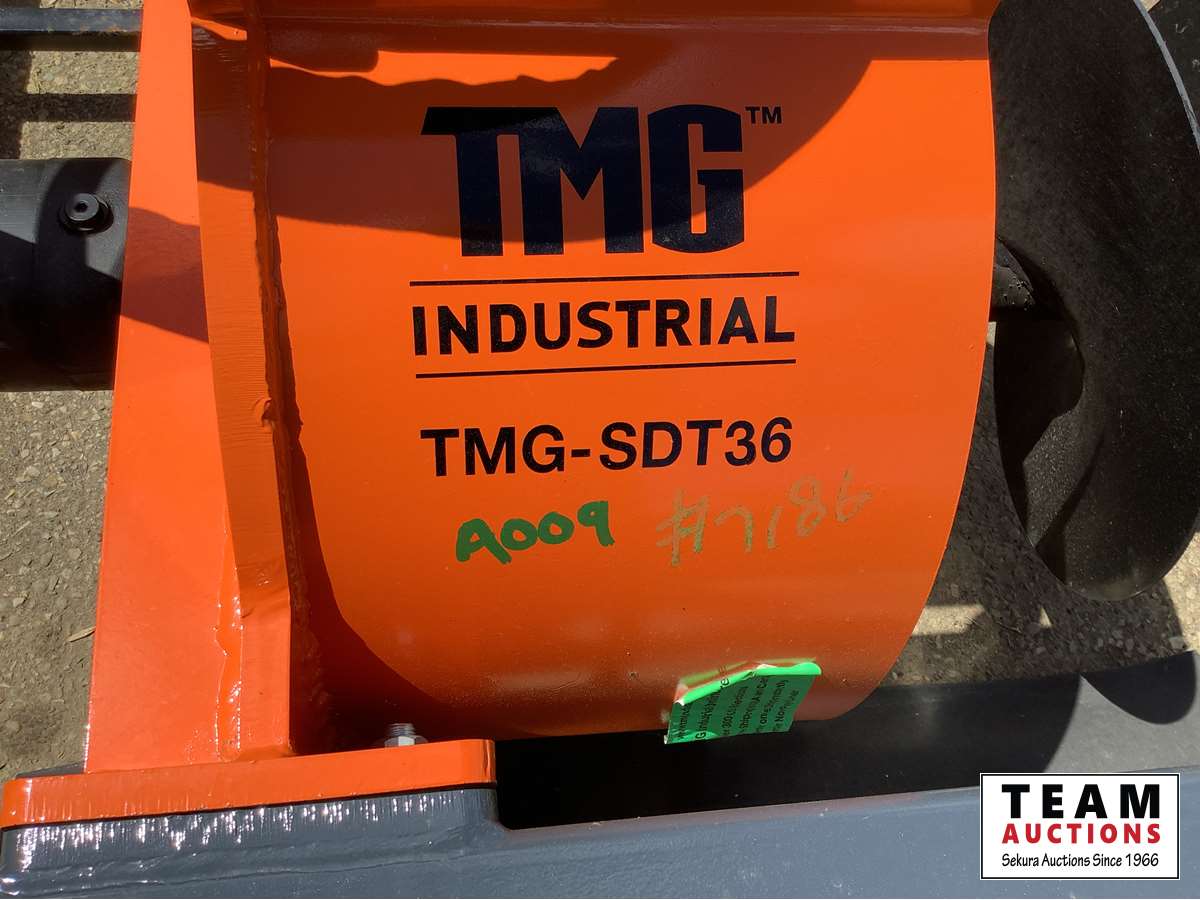 TMG™
INDUSTRIAL
TMG-SDT36
A009 #7186
TEAM
AUCTIONS
Sekura Auctions Since 1966